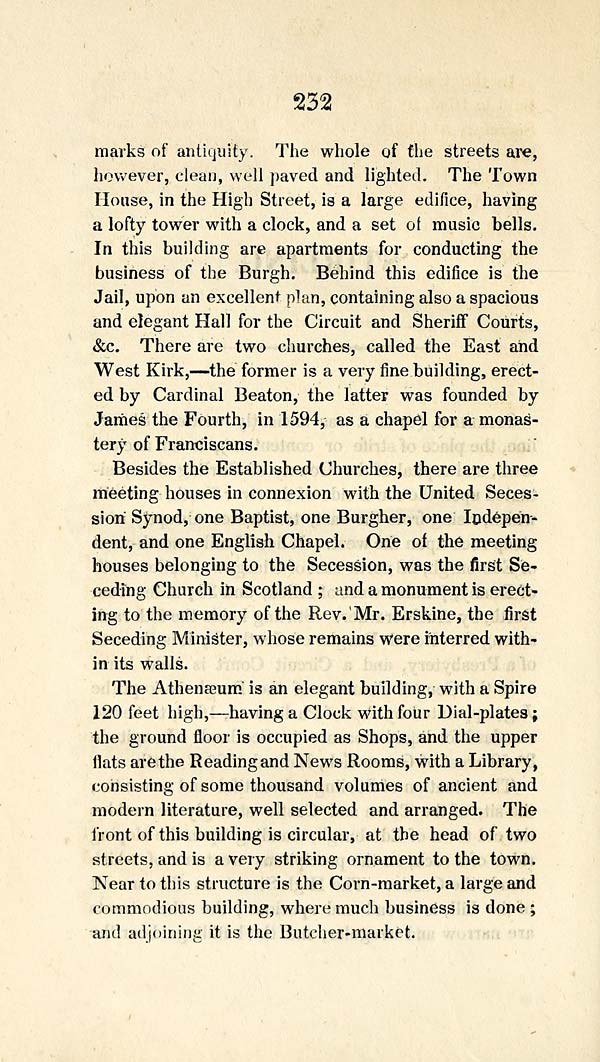 232
marks of antiquity. The whole of the streets are,
however, clean, well paved and lighted. The Town
House, in the High Street, is a large edifice, having
a lofty tower with a clock, and a set of music bells.
In this building are apartments for conducting the
business of the Burgh. Behind this edifice is the
Jail, upon an excellent plan, containing also a spacious
and elegant Hall for the Circuit and Sheriff Courts,
&c. There are two churches, called the East and
West Kirk,—the former is a very fine building, erect-
ed by Cardinal Beaton, the latter was founded by
James the Fourth, in 1594, as a chapel for a monas-
tery of Franciscans.
Besides the Established Churches, there are three
meeting houses in connexion with the United Seces-
sion Synod, one Baptist, one Burgher, one Indepen-
dent, and one English Chapel. One of the meeting
houses belonging to the Secession, was the first Se-
ceding Church in Scotland ; and a monument is erect-
ing to the memory of the Rev. Mr. Erskine, the first
Seceding Minister, whose remains were interred with-
in its walls.
The Athenæum is an elegant building, with a Spire
120 feet high,—having a Clock with four Dial-plates ;
the ground floor is occupied as Shops, and the upper
flats are the Reading and News Rooms, with a Library,
consisting of some thousand volumes of ancient and
modern literature, well selected and arranged. The
front of this building is circular, at the head of two
streets, and is a very striking ornament to the town.
Near to this structure is the Corn-market, a large and
commodious building, where much business is done ;
and adjoining it is the Butcher-market.